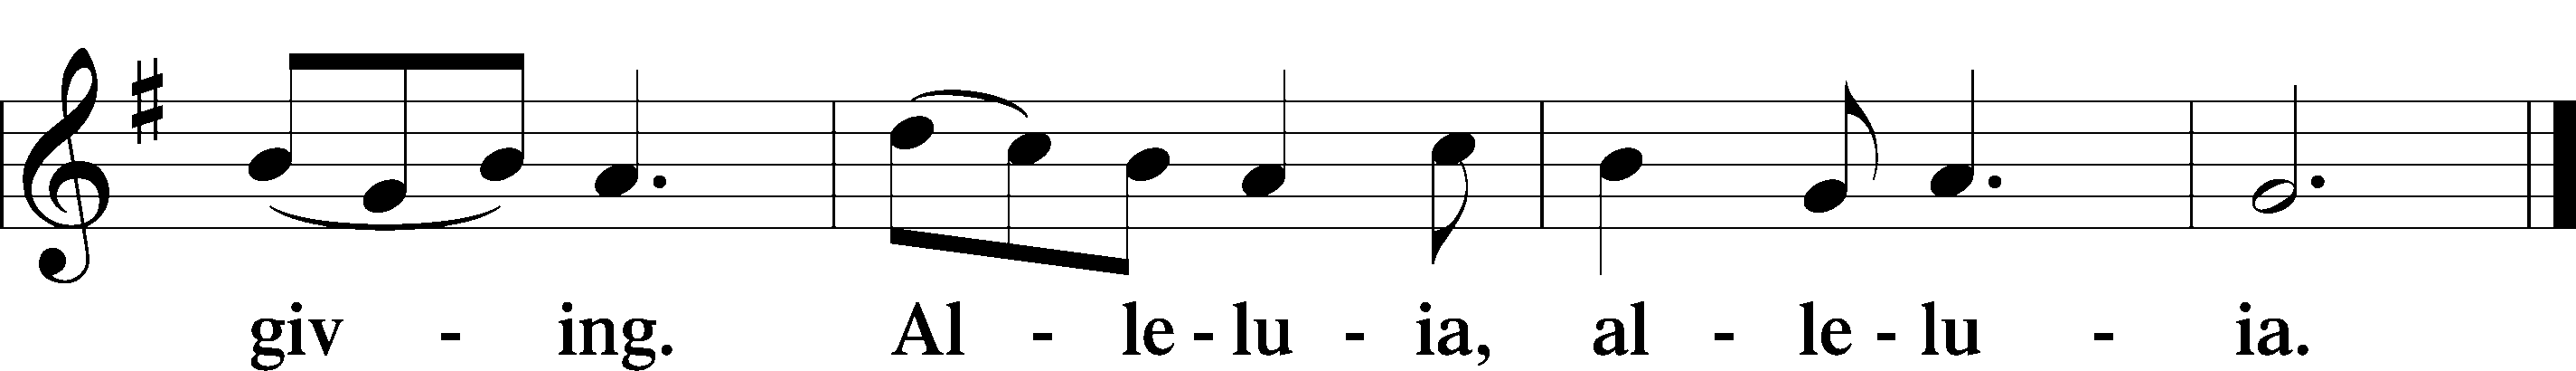 giv - ing. Al - le - lu - ia, al - le - lu - ia.